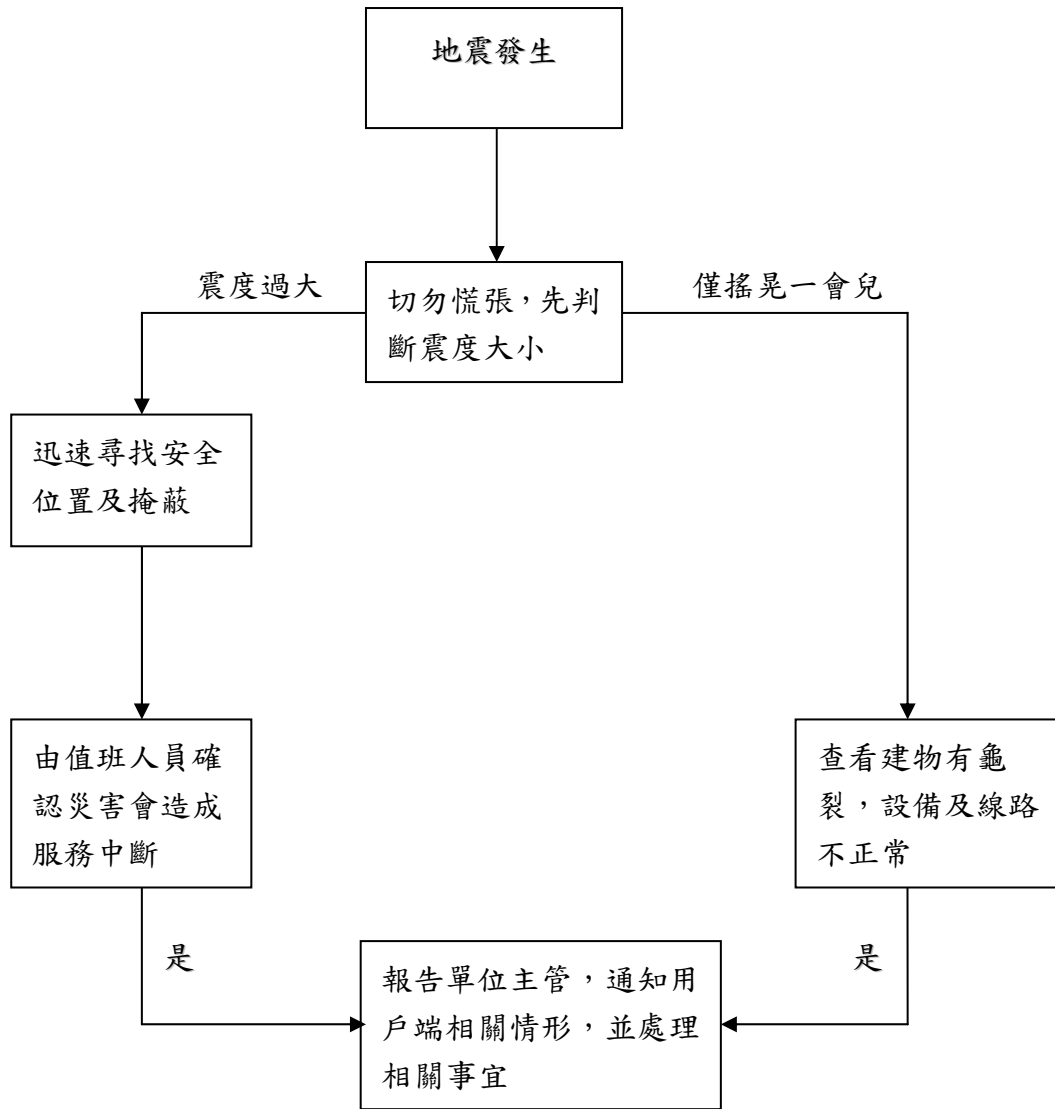 地震發生
震度過大
切勿慌張，先判
斷震度大小
僅搖晃一會兒
迅速尋找安全
位置及掩蔽
由值班人員確
認災害會造成
服務中斷
查看建物有龜
裂，設備及線路
不正常
是
是
報告單位主管，通知用
戶端相關情形，並處理
相關事宜